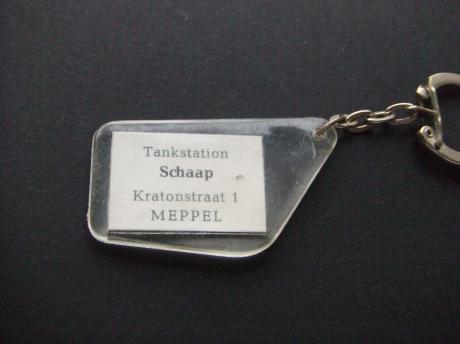 Tankstation
Schaap
Kratonstraat 1
MEPPEL